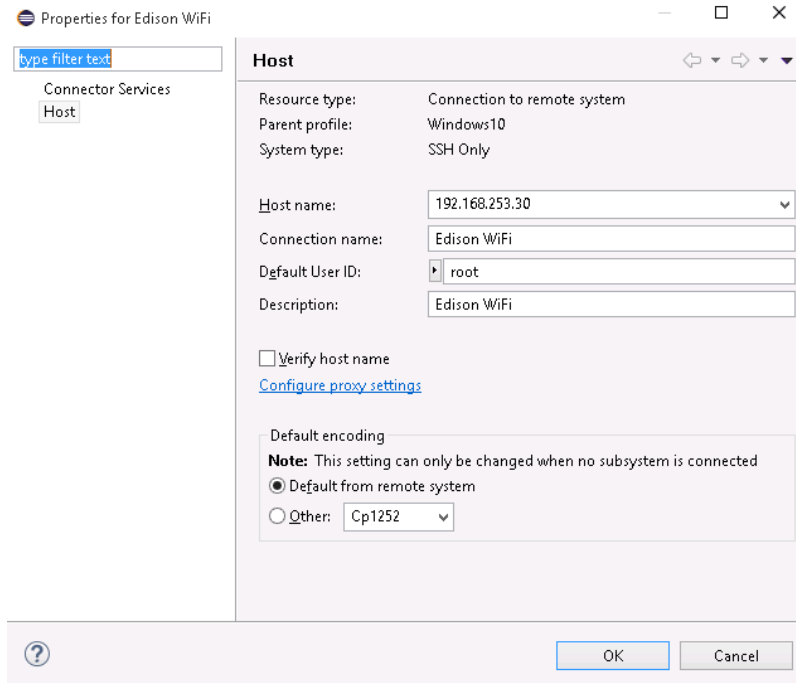 Properties for Edison WiFi
type filter text
Connector Services
Host
Host
Resource type: Connection to remote system
Parent profile: Windows10
System type: SSH Only
Host name: 192.168.253.30
Connection name: Edison WiFi
Default User ID: root
Description: Edison WiFi
Verify host name
Configure proxy settings
Default encoding
Note: This setting can only be changed when no subsystem is connected
Default from remote system
Other: Cp1252
?
OK Cancel